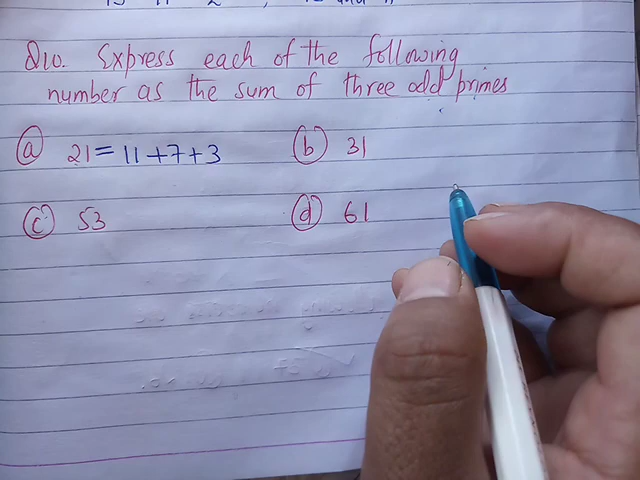 Q10. Express each of the following
number as the sum of three odd primes
(a) 21 = 11 + 7 + 3 (b) 31
(c) 53 (d) 61